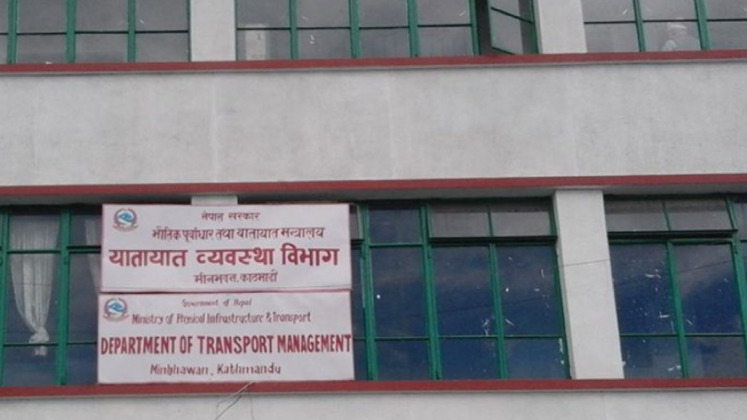 नेपाल सरकार
भौतिक पूर्वाधार तथा यातायात मन्त्रालय
यातायात व्यवस्था विभाग
मीनभवन, काठमाडौं
Government of Nepal
Ministry of Physical Infrastructure & Transport
DEPARTMENT OF TRANSPORT MANAGEMENT
Minbhawan, Kathmandu